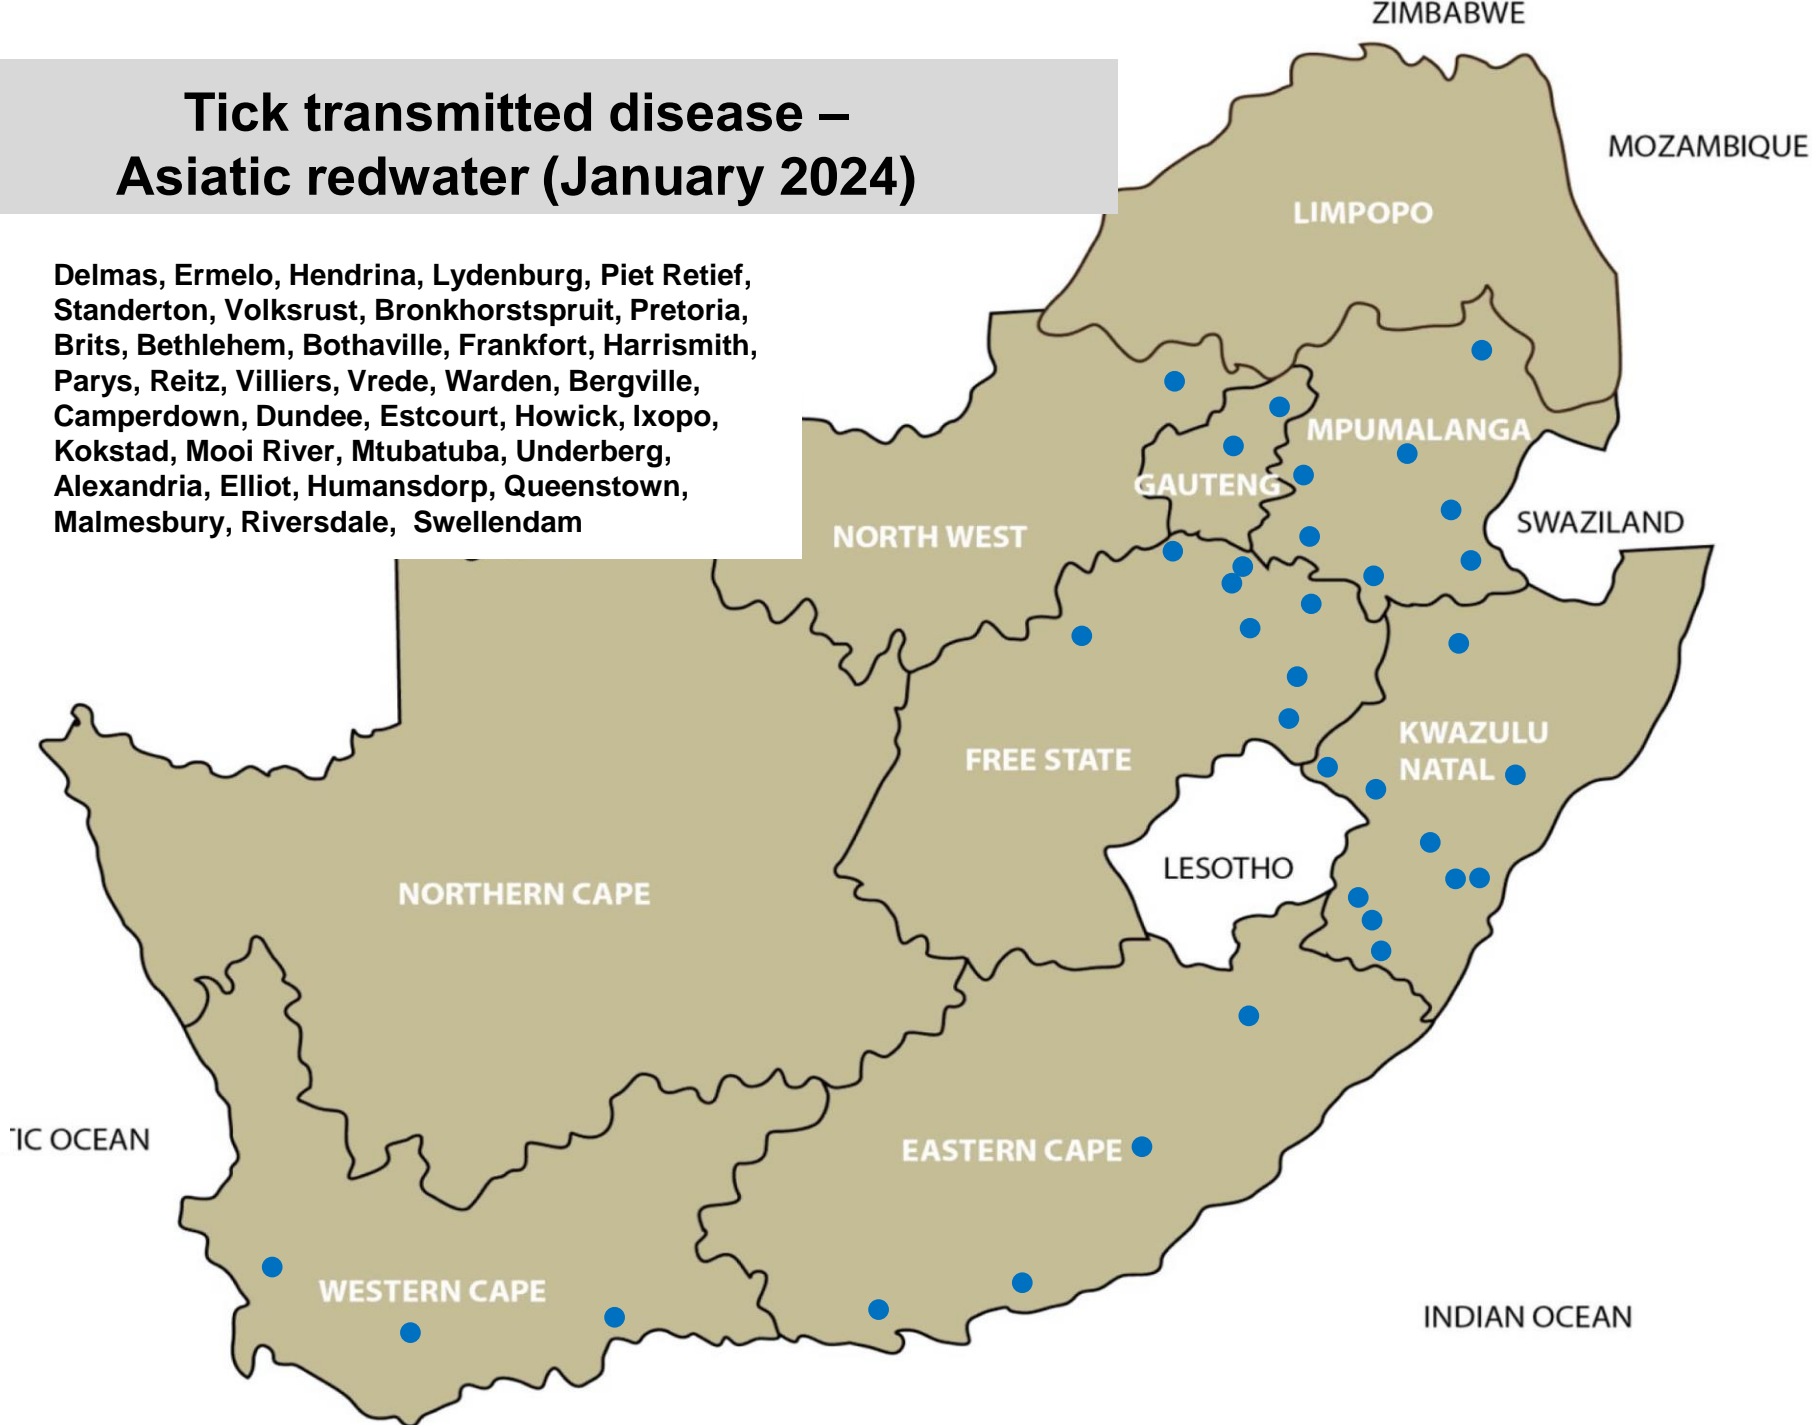 ZIMBABWE
Tick transmitted disease –
Asiatic redwater (January 2024)
MOZAMBIQUE
LIMPOPO
Delmas, Ermelo, Hendrina, Lydenburg, Piet Retief,
Standerton, Volksrust, Bronkhorstspruit, Pretoria,
Brits, Bethlehem, Bothaville, Frankfort, Harrismith,
Parys, Reitz, Villiers, Vrede, Warden, Bergville,
Camperdown, Dundee, Estcourt, Howick, Ixopo,
Kokstad, Mooi River, Mtubatuba, Underberg,
Alexandria, Elliot, Humansdorp, Queenstown,
Malmesbury, Riversdale,  Swellendam
MPUMALANGA
GAUTENG
SWAZILAND
NORTH WEST
KWAZULU
NATAL
FREE STATE
LESOTHO
NORTHERN CAPE
TIC OCEAN
EASTERN CAPE
WESTERN CAPE
INDIAN OCEAN